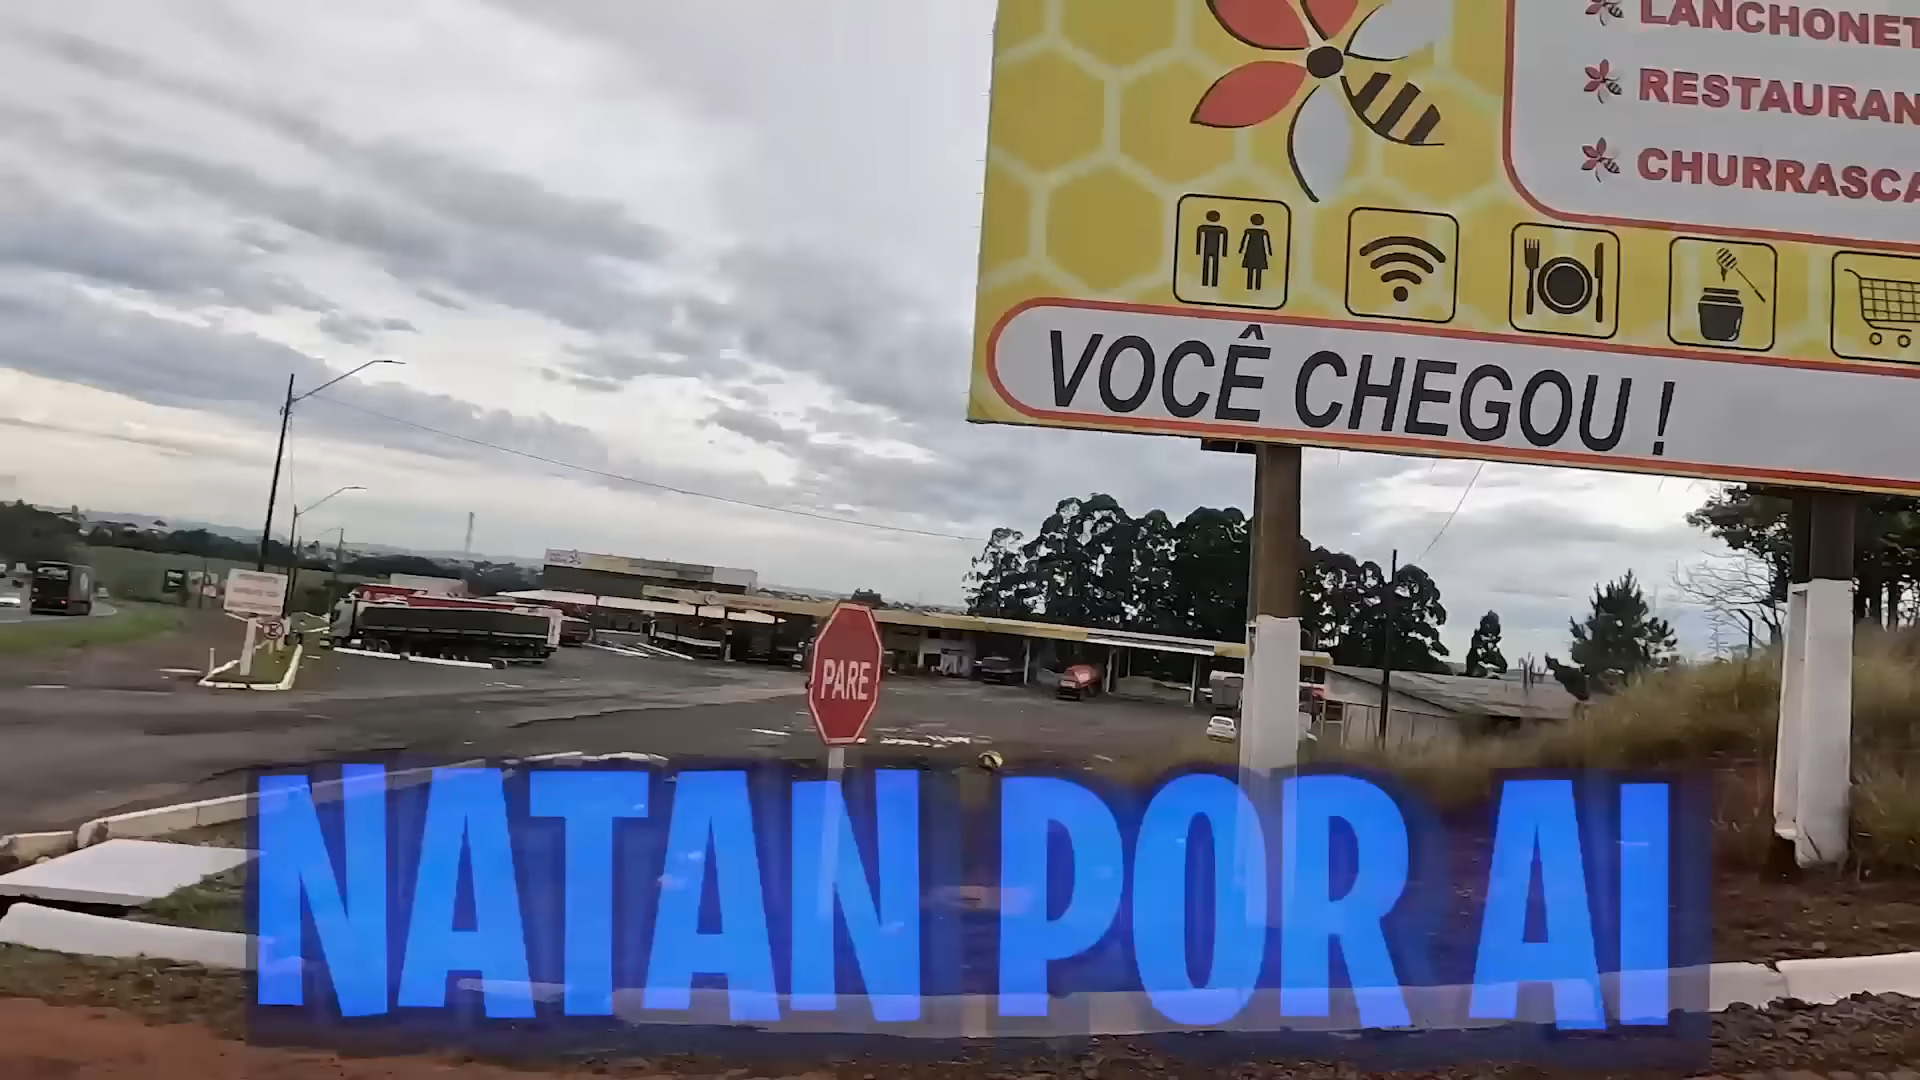 LANCHONET
RESTAURAN
CHURRASCA
VOCÊ CHEGOU !
PARE
NATAN POR AI